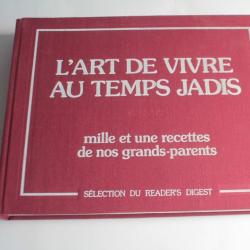 L'ART DE VIVRE
AU TEMPS JADIS
mille et une recettes
de nos grands-parents
SÉLECTION DU READER'S DIGEST